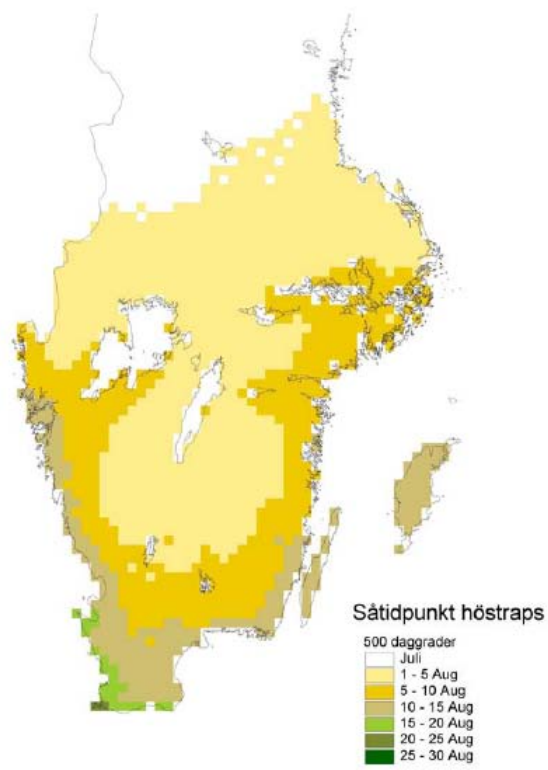 Såtidpunkt höstraps
500 daggrader
Juli
1 - 5 Aug
5 - 10 Aug
10 - 15 Aug
15 - 20 Aug
20 - 25 Aug
25 - 30 Aug